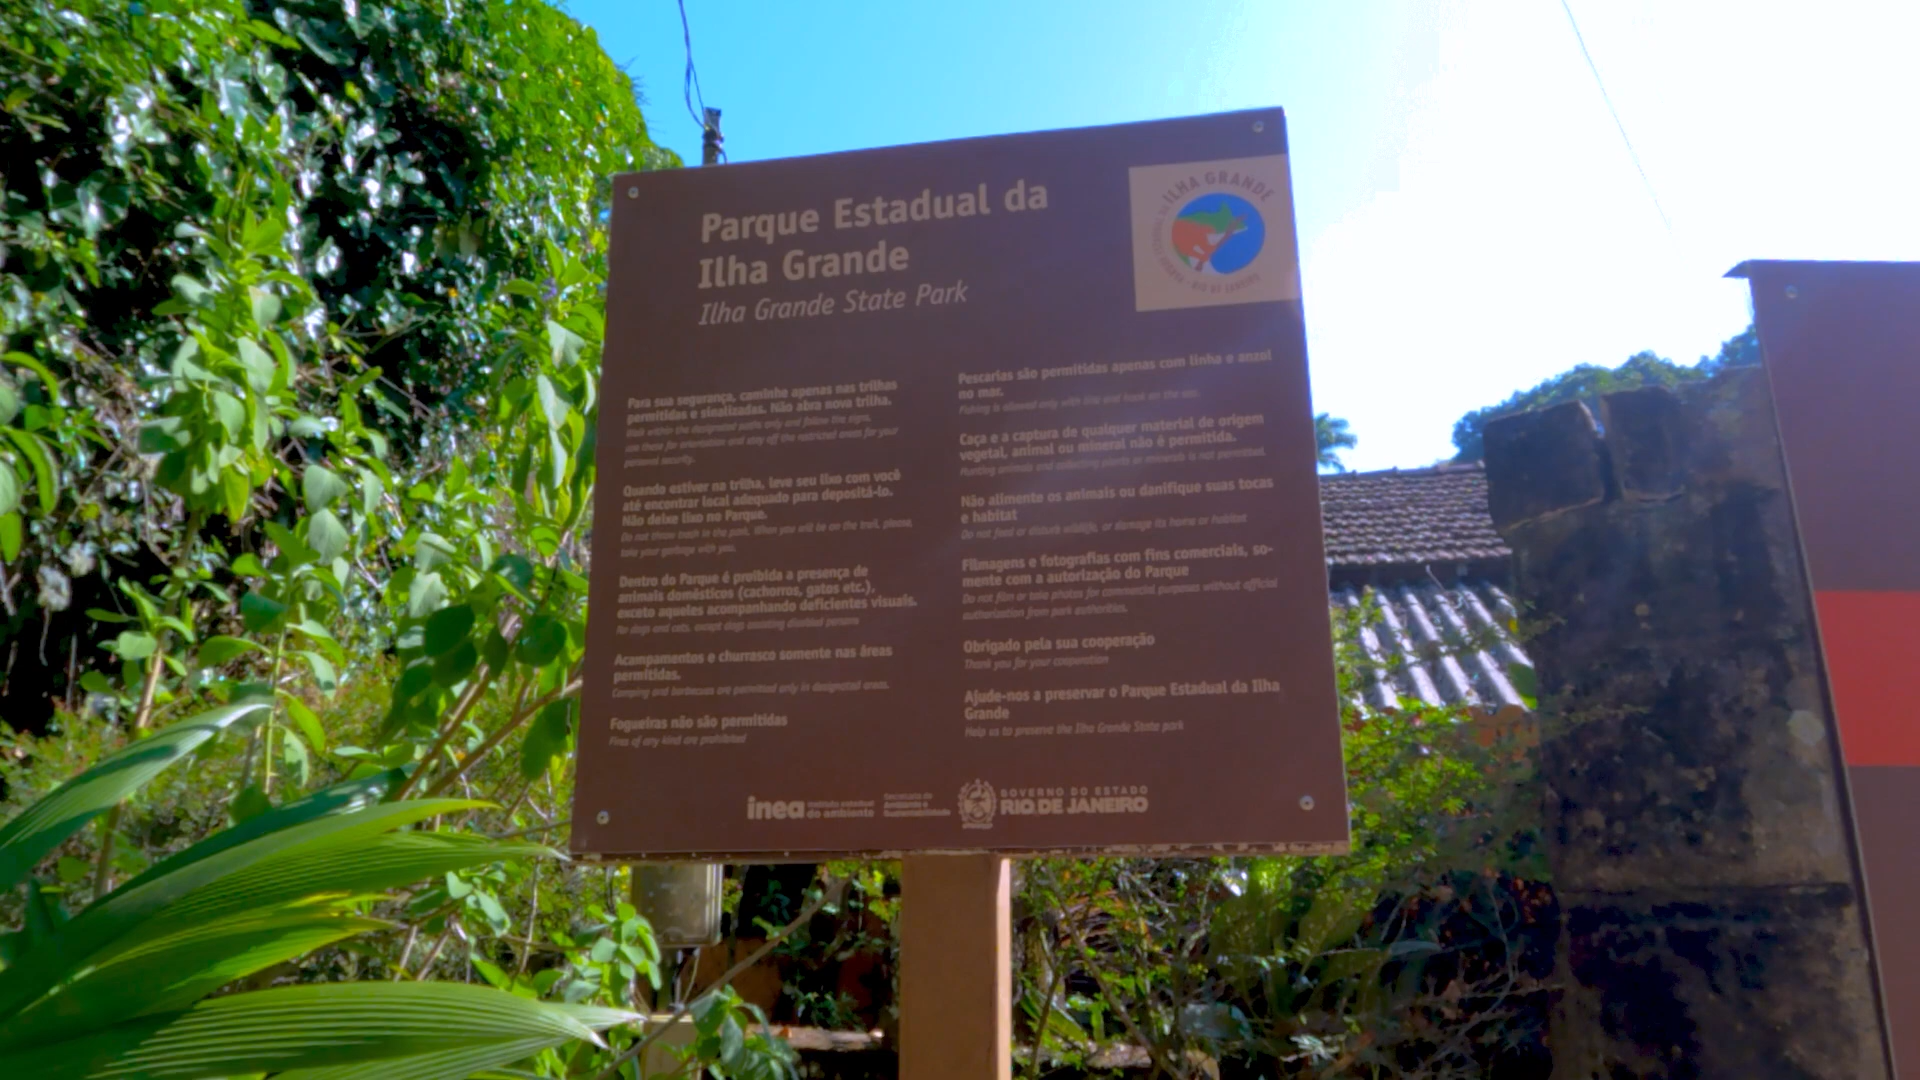 Parque Estadual da
Ilha Grande
Ilha Grande State Park
ILHA GRANDE
Para sua segurança, caminhe apenas nas trilhas
permitidas e sinalizadas. Não abra nova trilha.
Walk within the designated paths only and follow the signs,
use these for orientation and stay off the restricted areas for your
personal security.
Quando estiver na trilha, leve seu lixo com você
até encontrar local adequado para depositá-lo.
Não deixe lixo no Parque.
Do not throw trash in the park. When you will be on the trail, please,
take your garbage with you.
Dentro do Parque é proibida a presença de
animais domésticos (cachorros, gatos etc.),
exceto aqueles acompanhando deficientes visuais.
No dogs and cats, except dogs assisting disabled persons
Acampamentos e churrasco somente nas áreas
permitidas.
Camping and barbecues are permitted only in designated areas.
Fogueiras não são permitidas
Fires of any kind are prohibited
Pescarias são permitidas apenas com linha e anzol
no mar.
Fishing is allowed only with line and hook on the sea.
Caça e a captura de qualquer material de origem
vegetal, animal ou mineral não é permitida.
animals and collecting plants or minerals is not permitted.
Não alimente os animais ou danifique suas tocas
e habitat
Do not feed or disturb wildlife, or damage its home or habitat
Filmagens e fotografias com fins comerciais, so-
mente com a autorização do Parque
Do not film or take photos for commercial purposes without official
authorization from park authorities.
Obrigado pela sua cooperação
Thank you for your cooperation
Ajude-nos a preservar o Parque Estadual da Ilha
Grande
Help us to preserve the Ilha Grande State park
inea instituto estadual
do ambiente
Secretaria do
Ambiente e
Sustentabilidade
GOVERNO DO ESTADO
RIO DE JANEIRO